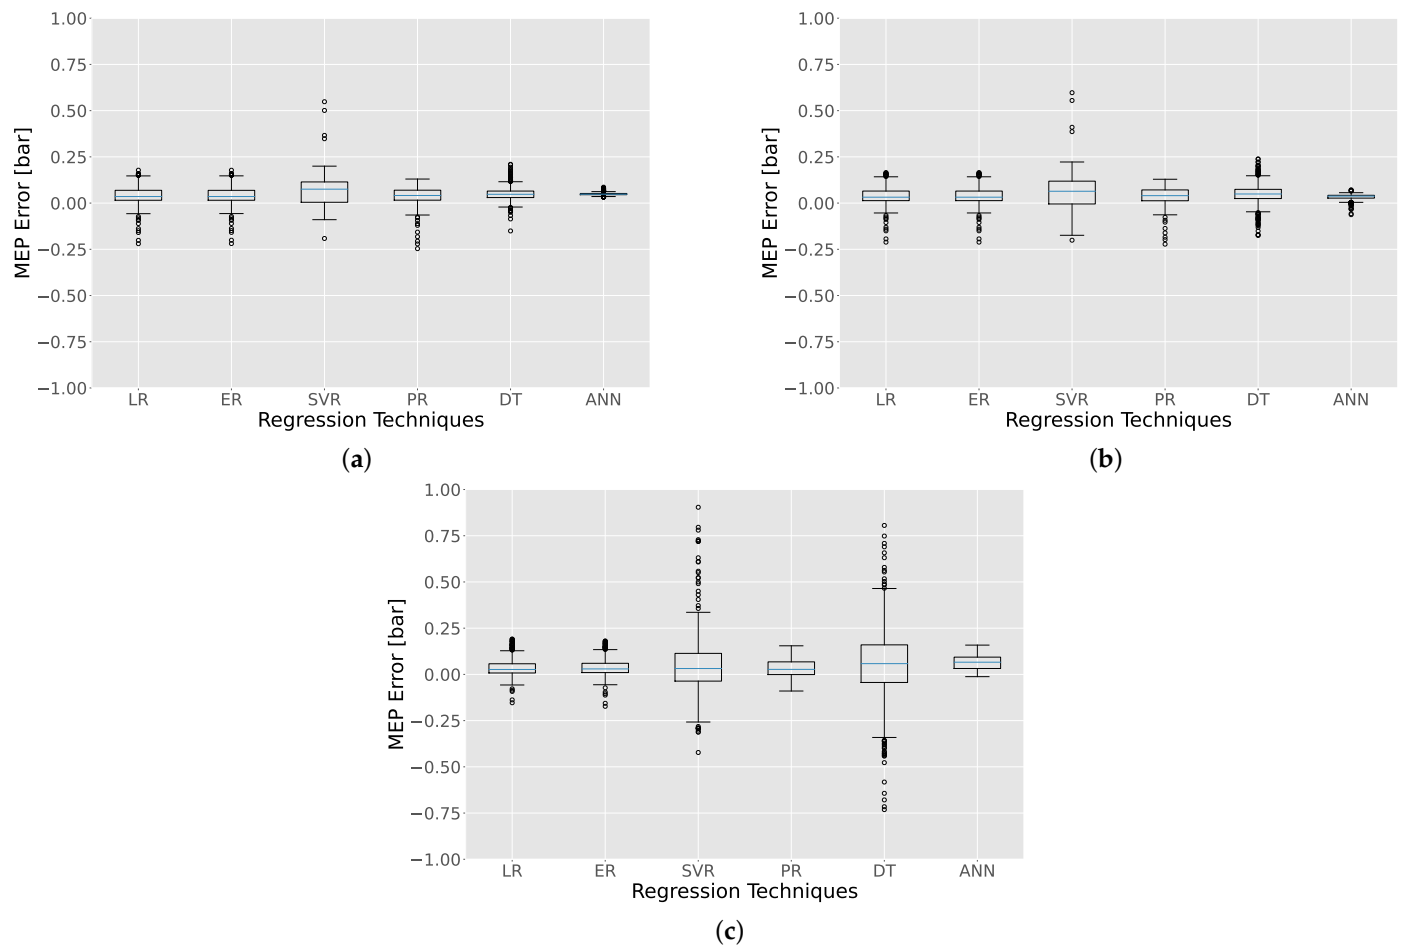 1.00
0.75
0.50
0.25
0.00
−0.25
−0.50
−0.75
−1.00
MEP Error [bar]
LR ER SVR PR DT ANN
Regression Techniques
(a)
1.00
0.75
0.50
0.25
0.00
−0.25
−0.50
−0.75
−1.00
MEP Error [bar]
LR ER SVR PR DT ANN
Regression Techniques
(b)
1.00
0.75
0.50
0.25
0.00
−0.25
−0.50
−0.75
−1.00
MEP Error [bar]
LR ER SVR PR DT ANN
Regression Techniques
(c)